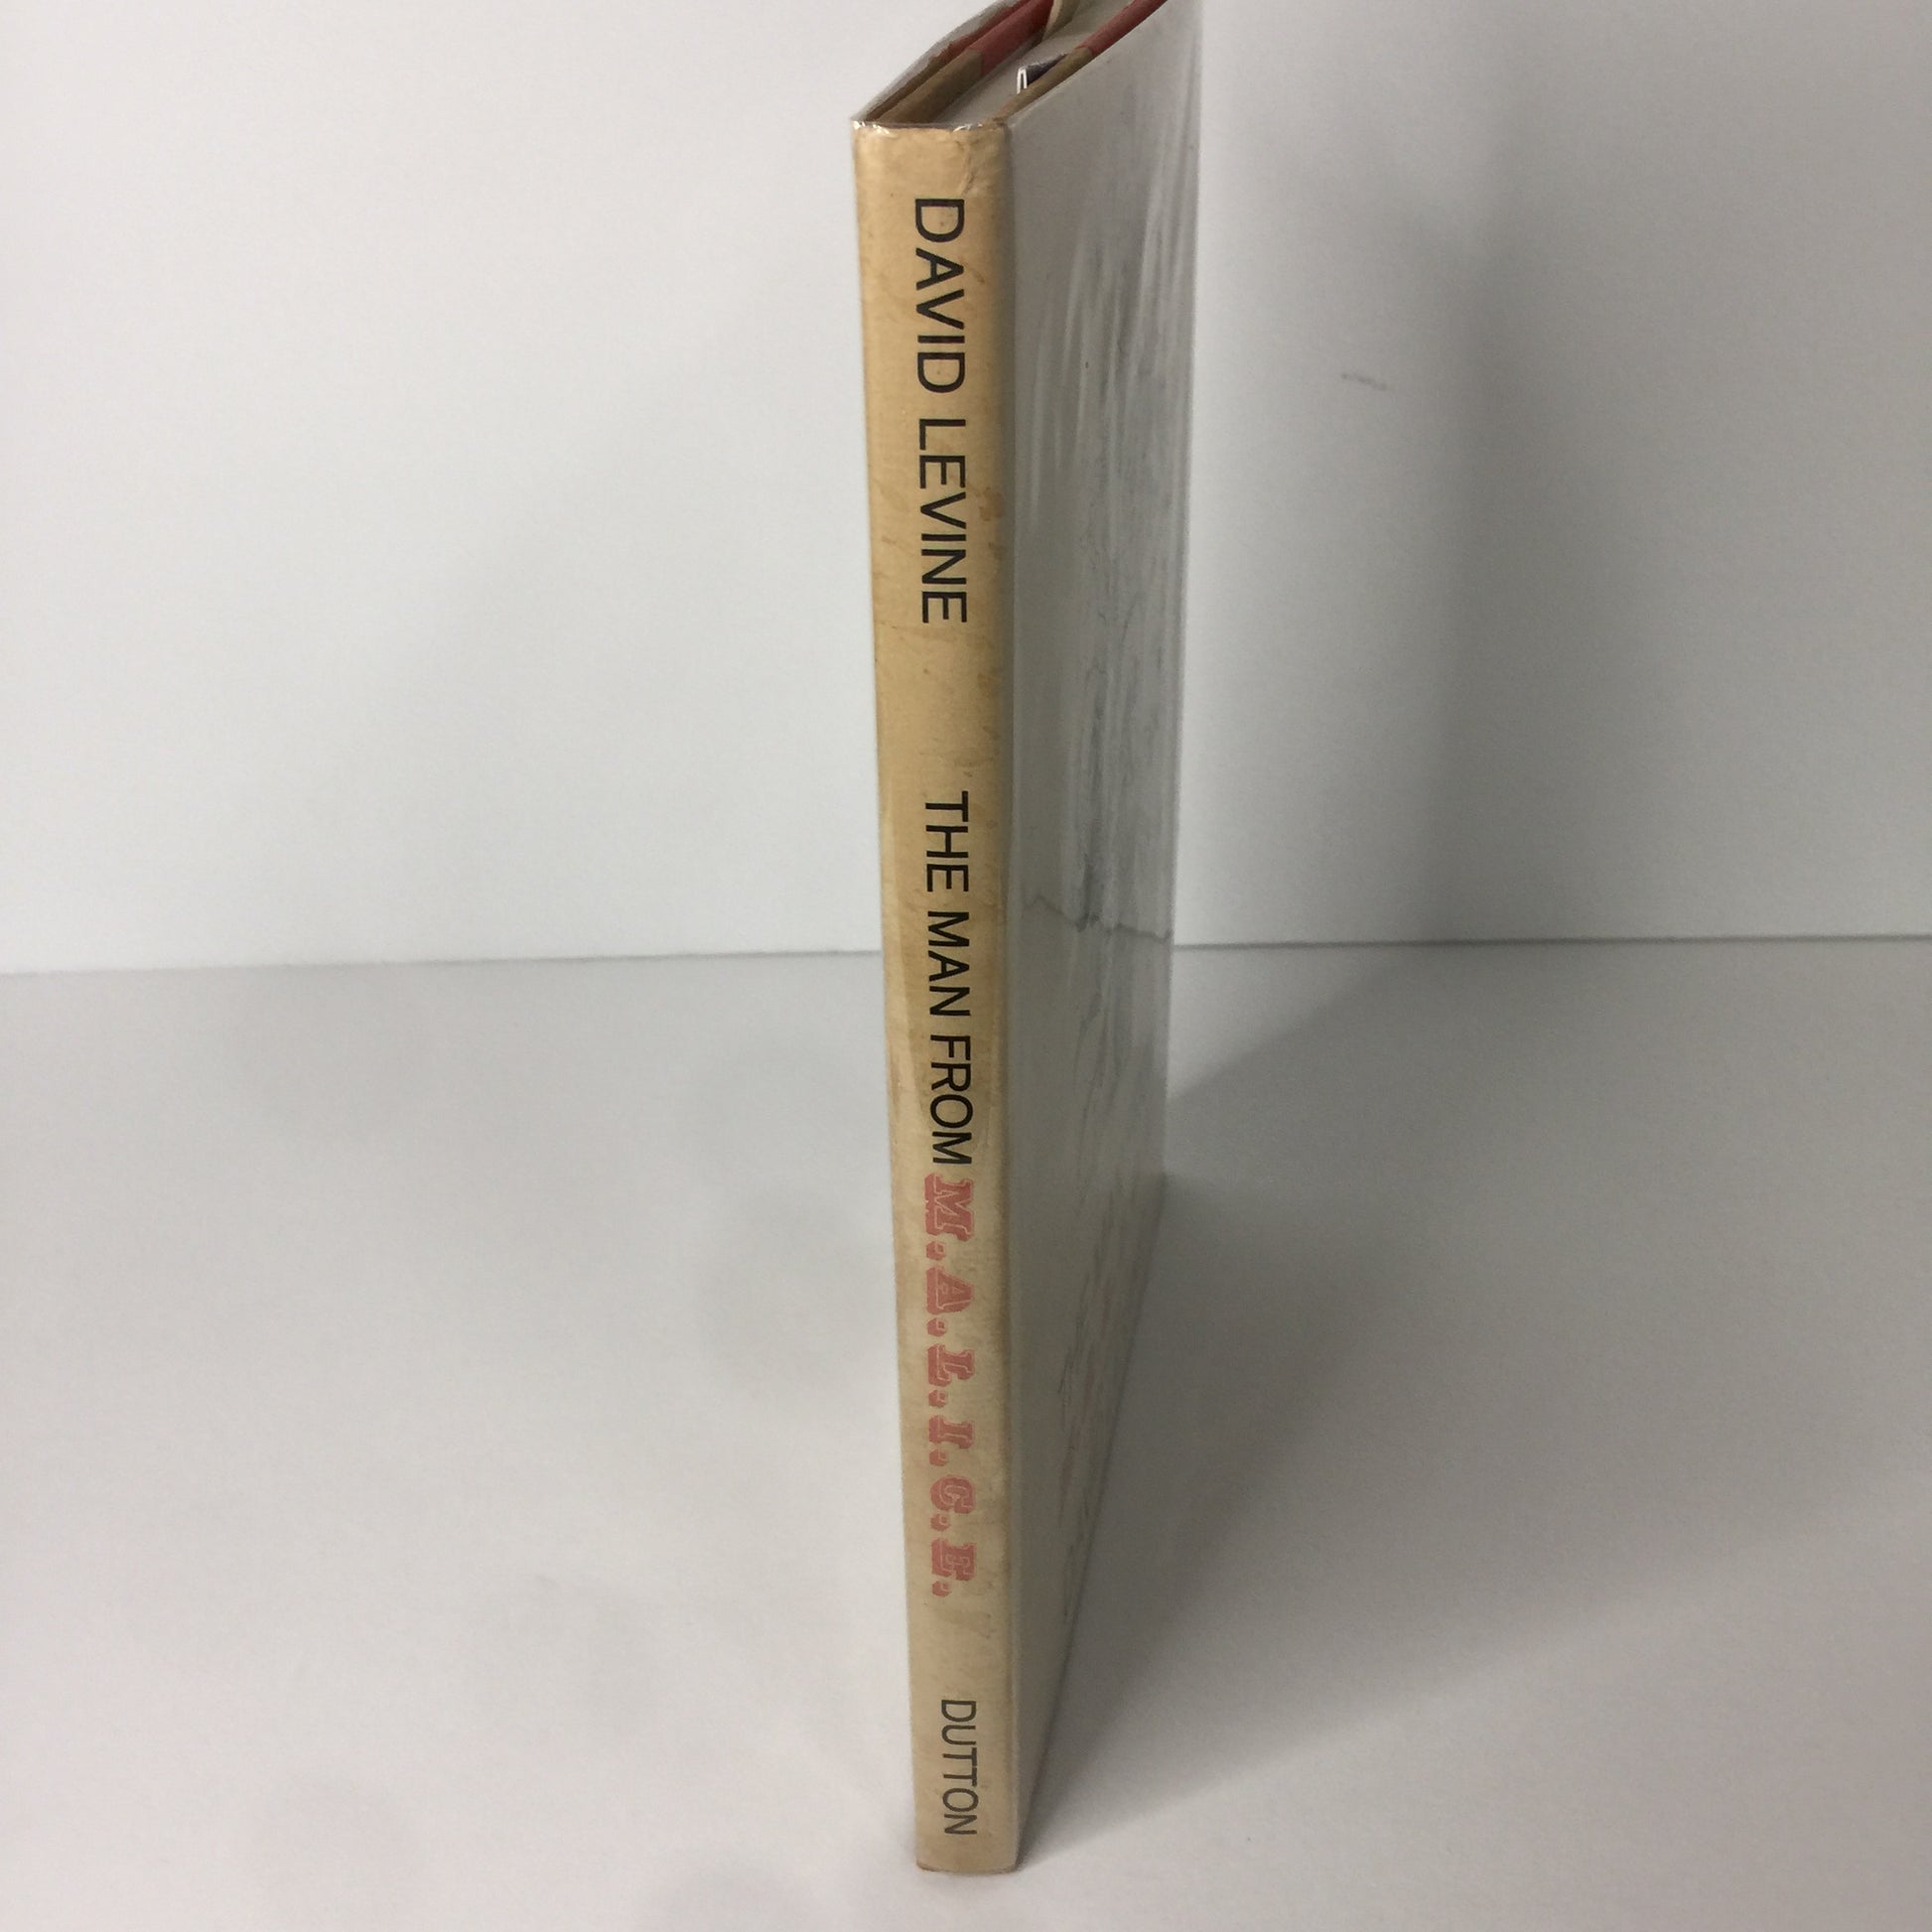 DAVID LEVINE THE MAN FROM M.A.L.I.C.E. DUTTON